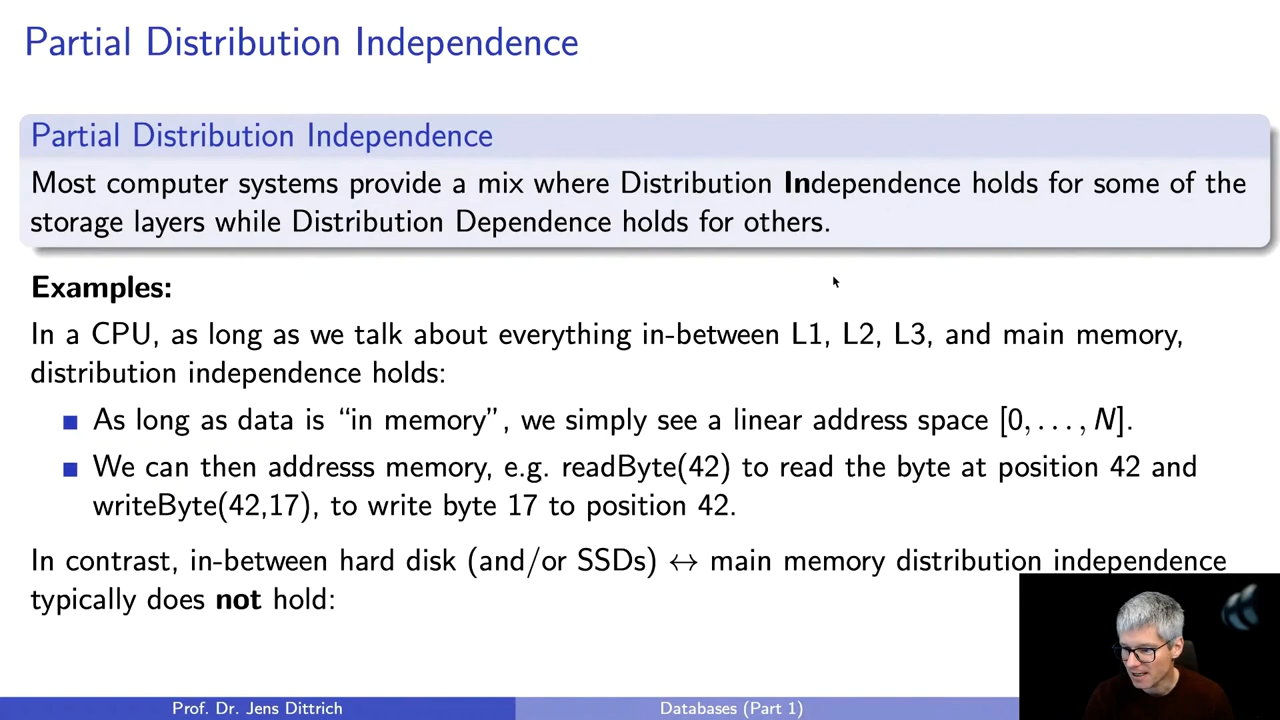 Partial Distribution Independence
Partial Distribution Independence
Most computer systems provide a mix where Distribution Independence holds for some of the
storage layers while Distribution Dependence holds for others.
Examples:
In a CPU, as long as we talk about everything in-between L1, L2, L3, and main memory,
distribution independence holds:
As long as data is “in memory”, we simply see a linear address space [0, . . . , N].
We can then addresss memory, e.g. readByte(42) to read the byte at position 42 and
writeByte(42,17), to write byte 17 to position 42.
In contrast, in-between hard disk (and/or SSDs) ↔ main memory distribution independence
typically does not hold:
Prof. Dr. Jens Dittrich
Databases (Part 1)